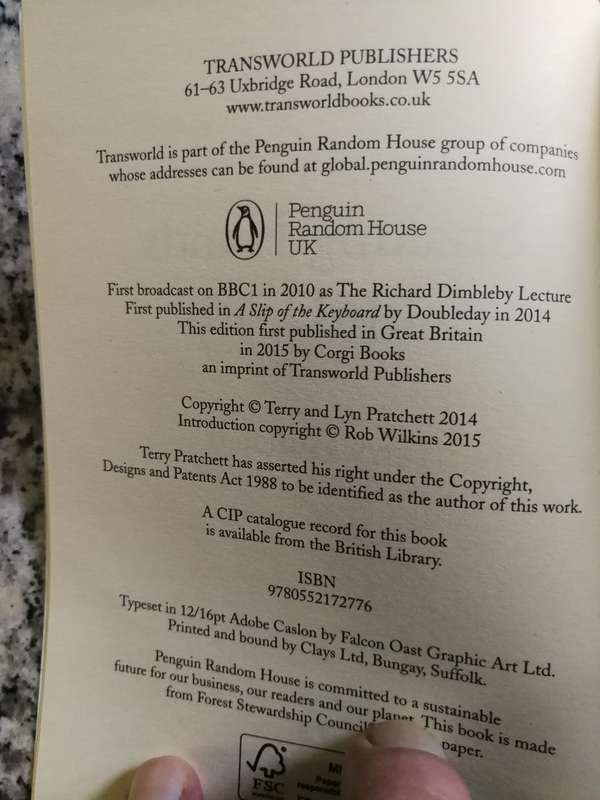 TRANSWORLD PUBLISHERS
61–63 Uxbridge Road, London W5 5SA
www.transworldbooks.co.uk
Transworld is part of the Penguin Random House group of companies
whose addresses can be found at global.penguinrandomhouse.com
Penguin
Random House
UK
First broadcast on BBC1 in 2010 as The Richard Dimbleby Lecture
First published in A Slip of the Keyboard by Doubleday in 2014
This edition first published in Great Britain
in 2015 by Corgi Books
an imprint of Transworld Publishers
Copyright © Terry and Lyn Pratchett 2014
Introduction copyright © Rob Wilkins 2015
Terry Pratchett has asserted his right under the Copyright,
Designs and Patents Act 1988 to be identified as the author of this work.
A CIP catalogue record for this book
is available from the British Library.
ISBN
9780552172776
Typeset in 12/16pt Adobe Caslon by Falcon Oast Graphic Art Ltd.
Printed and bound by Clays Ltd, Bungay, Suffolk.
Penguin Random House is committed to a sustainable
future for our business, our readers and our planet. This book is made
from Forest Stewardship Council paper.
FSC